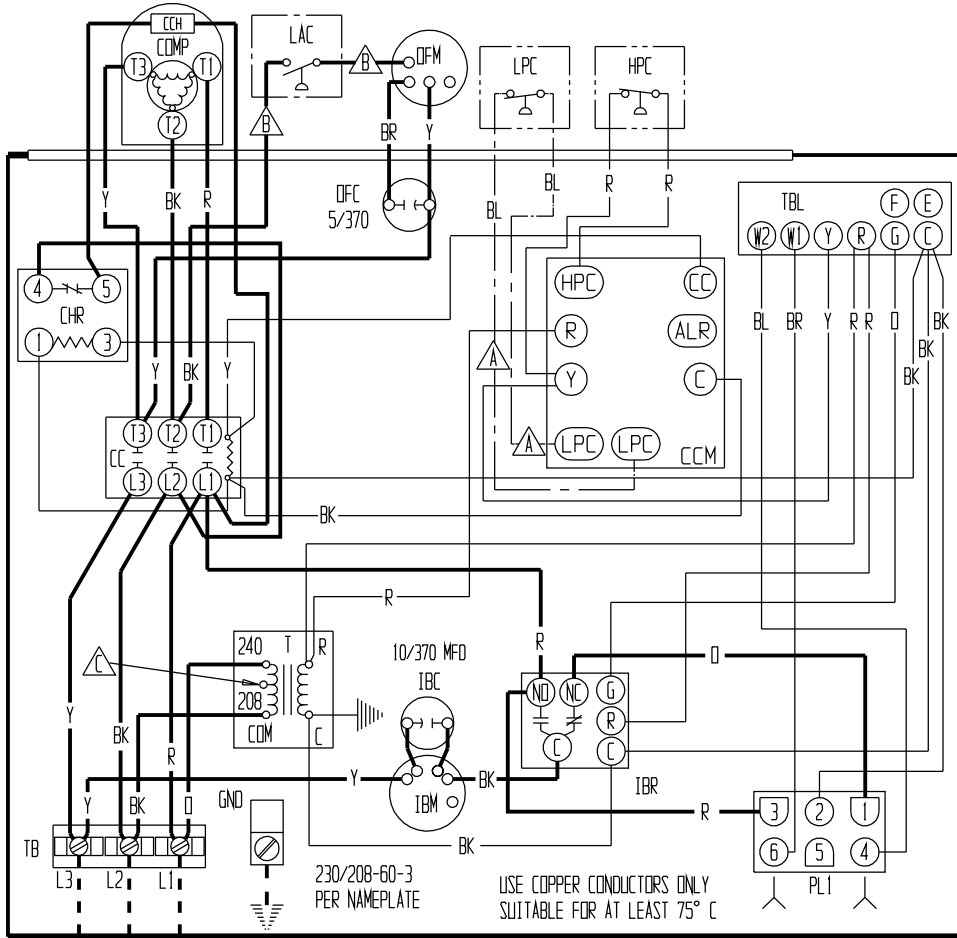 CCH
COMP
T3
T1
T2
LAC
B
OFM
B
LPC
HPC
BR
Y
Y
BK
R
OFC
5/370
BL
BL
R
R
TBL
F
E
W2
W1
Y
R
G
C
4
5
CHR
1
3
HPC
CC
R
ALR
Y
C
LPC
LPC
CCM
A
A
BL
BR
Y
R
R
O
BK
BK
BK
Y
BK
Y
T3
T2
T1
CC
L3
L2
L1
BK
R
240
T
R
208
COM
C
C
10/370 MFD
IBC
R
O
NO
NC
G
R
C
C
IBR
Y
BK
R
Y
BK
O
Y
BK
IBM
R
GND
BK
3
2
1
6
5
4
PL1
TB
L3
L2
L1
230/208-60-3
PER NAMEPLATE
USE COPPER CONDUCTORS ONLY
SUITABLE FOR AT LEAST 75° C